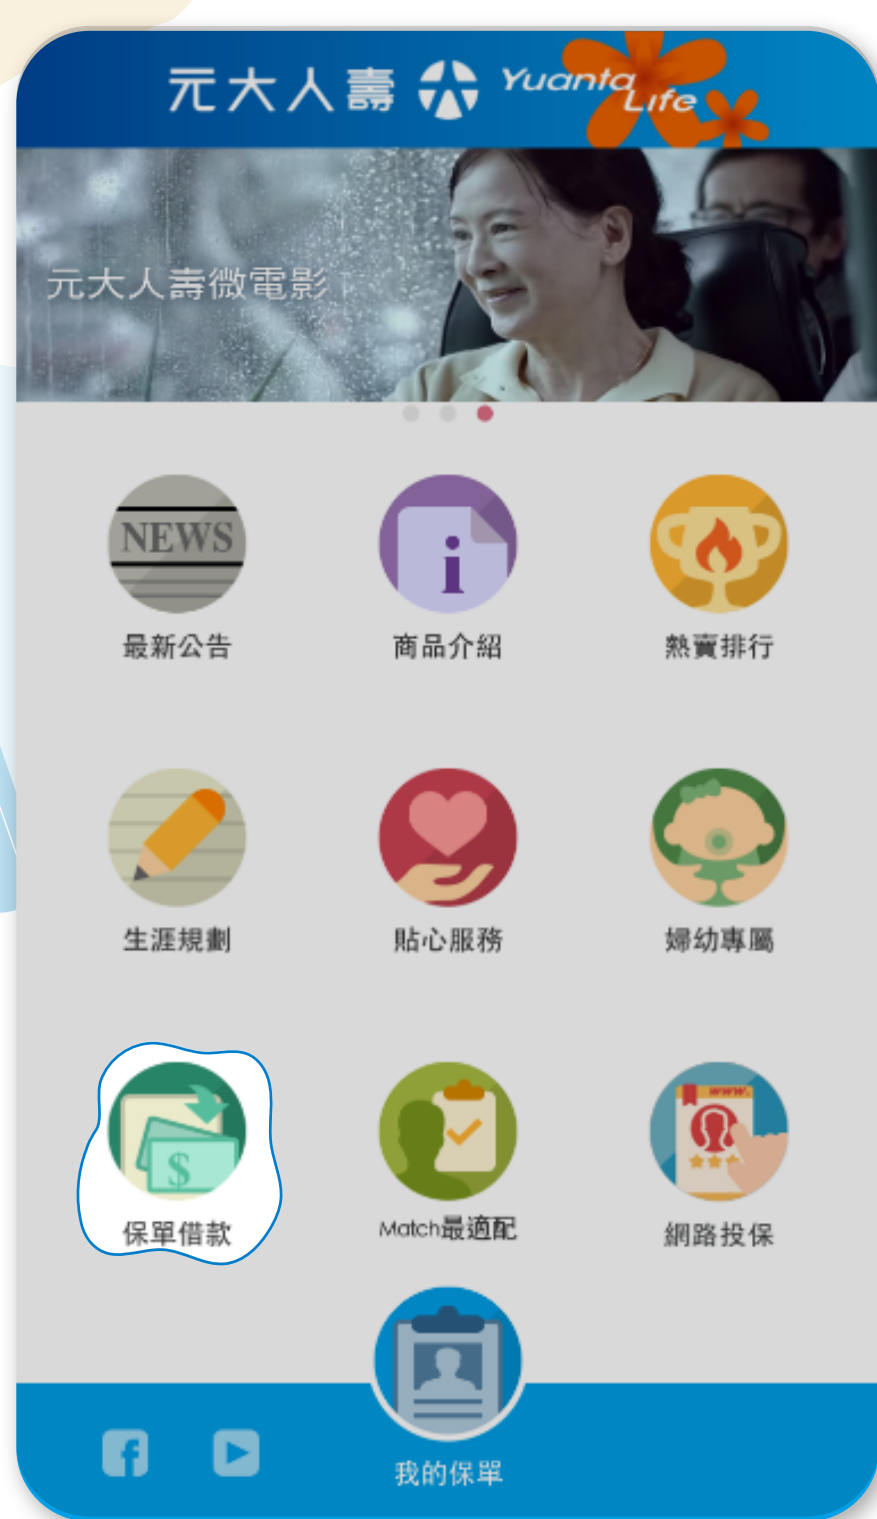 元大人壽 Yuanta Life
元大人壽微電影
NEWS
i
最新公告
商品介紹
熱賣排行
生涯規劃
貼心服務
婦幼專屬
$
www.
保單借款
Match最適配
網路投保
f
我的保單